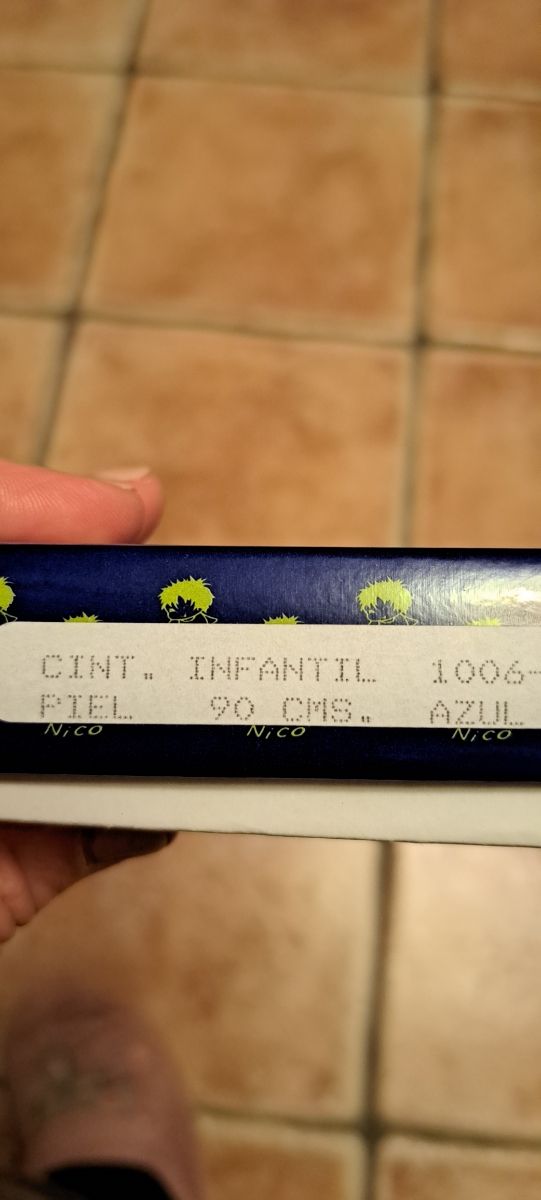 CINT. INFANTIL 1006-
PIEL 90 CMS. AZUL
Nico Nico Nico